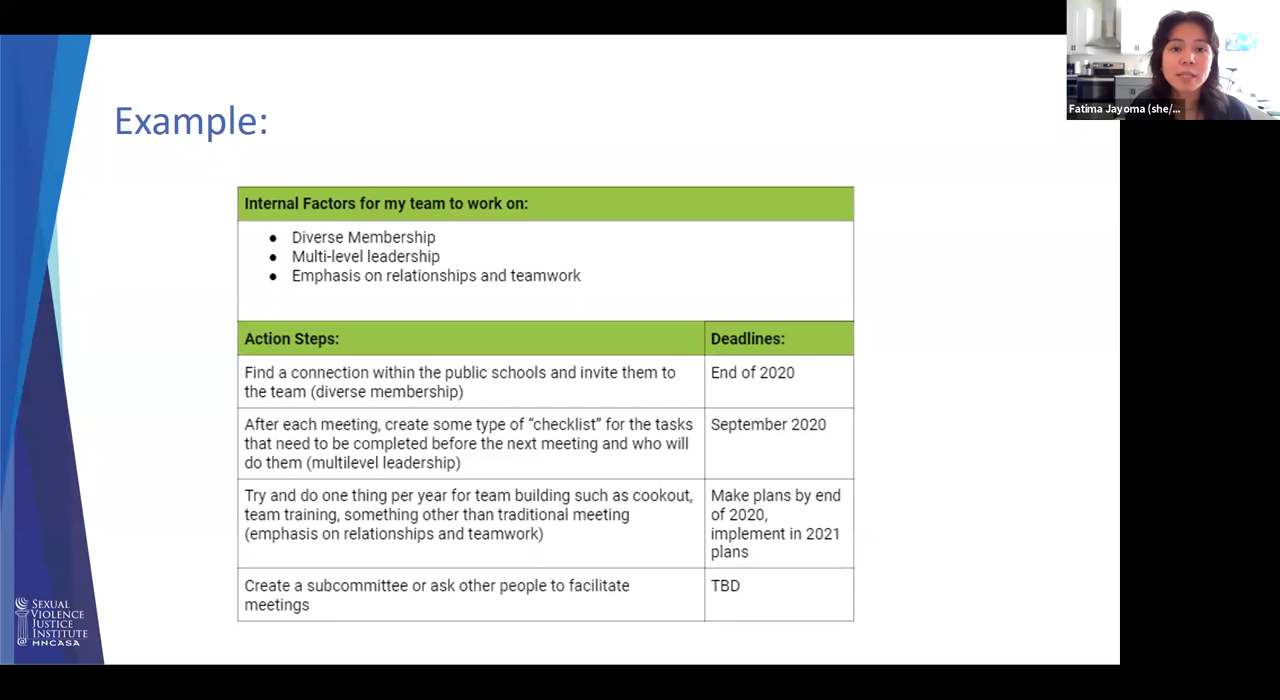 Fatima Jayoma (she/...
Example:
Internal Factors for my team to work on:
● Diverse Membership
● Multi-level leadership
● Emphasis on relationships and teamwork
Action Steps:
Deadlines:
Find a connection within the public schools and invite them to
the team (diverse membership)
End of 2020
After each meeting, create some type of “checklist” for the tasks
that need to be completed before the next meeting and who will
do them (multilevel leadership)
September 2020
Try and do one thing per year for team building such as cookout,
team training, something other than traditional meeting
(emphasis on relationships and teamwork)
Make plans by end
of 2020,
implement in 2021
plans
Create a subcommittee or ask other people to facilitate
meetings
TBD
SEXUAL
VIOLENCE
JUSTICE
INSTITUTE
@ MNCASA